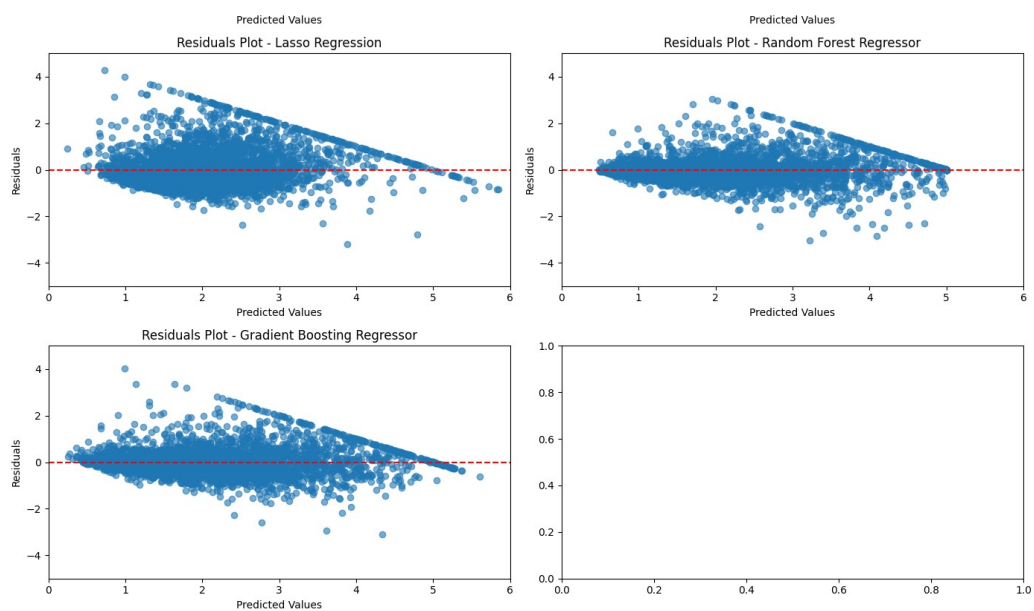 Predicted Values
Predicted Values
Residuals Plot - Lasso Regression
Residuals
4
2
0
−2
−4
0 1 2 3 4 5 6
Predicted Values
Residuals Plot - Random Forest Regressor
Residuals
4
2
0
−2
−4
0 1 2 3 4 5 6
Predicted Values
Residuals Plot - Gradient Boosting Regressor
Residuals
4
2
0
−2
−4
0 1 2 3 4 5 6
Predicted Values
1.0
0.8
0.6
0.4
0.2
0.0
0.0 0.2 0.4 0.6 0.8 1.0